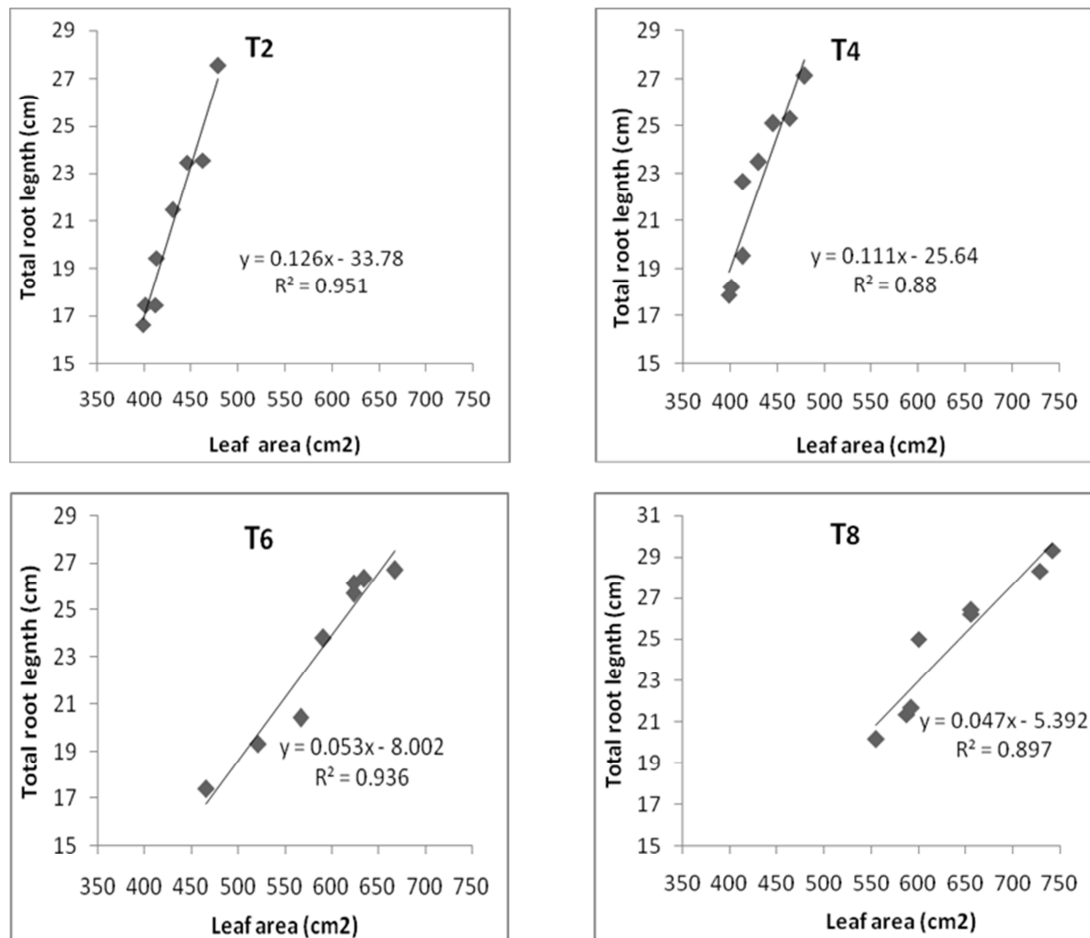 T2
Total root legnth (cm)
29
27
25
23
21
19
17
15
y = 0.126x - 33.78
R² = 0.951
350 400 450 500 550 600 650 700 750
Leaf area (cm2)
T4
Total root legnth (cm)
29
27
25
23
21
19
17
15
y = 0.111x - 25.64
R² = 0.88
350 400 450 500 550 600 650 700 750
Leaf area (cm2)
T6
Total root legnth (cm)
29
27
25
23
21
19
17
15
y = 0.053x - 8.002
R² = 0.936
350 400 450 500 550 600 650 700 750
Leaf area (cm2)
T8
Total root legnth (cm)
31
29
27
25
23
21
19
17
15
y = 0.047x - 5.392
R² = 0.897
350 400 450 500 550 600 650 700 750
Leaf area (cm2)